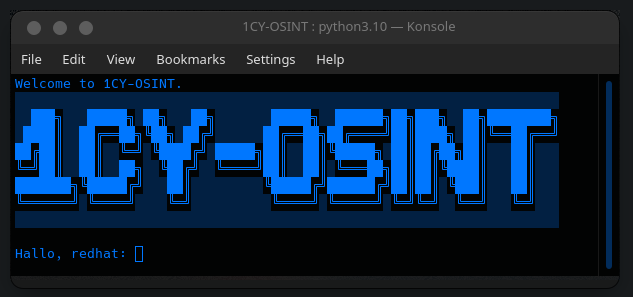 1CY-OSINT : python3.10 — Konsole
File Edit View Bookmarks Settings Help
Welcome to 1CY-OSINT.
1CY-OSINT
Hallo, redhat: